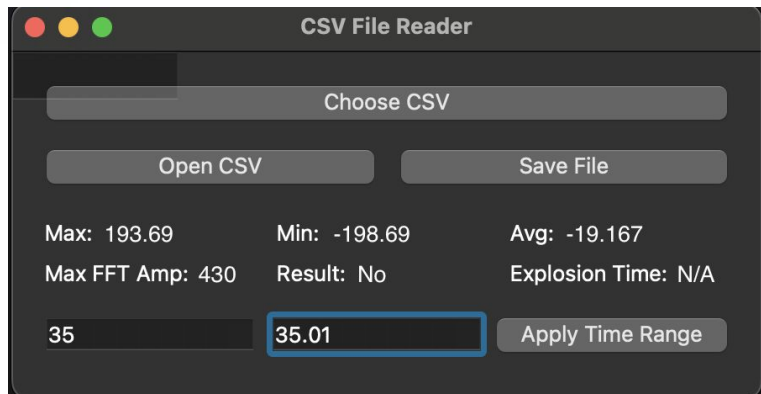 CSV File Reader
Choose CSV
Open CSV Save File
Max: 193.69 Min: -198.69 Avg: -19.167
Max FFT Amp: 430 Result: No Explosion Time: N/A
35 35.01 Apply Time Range